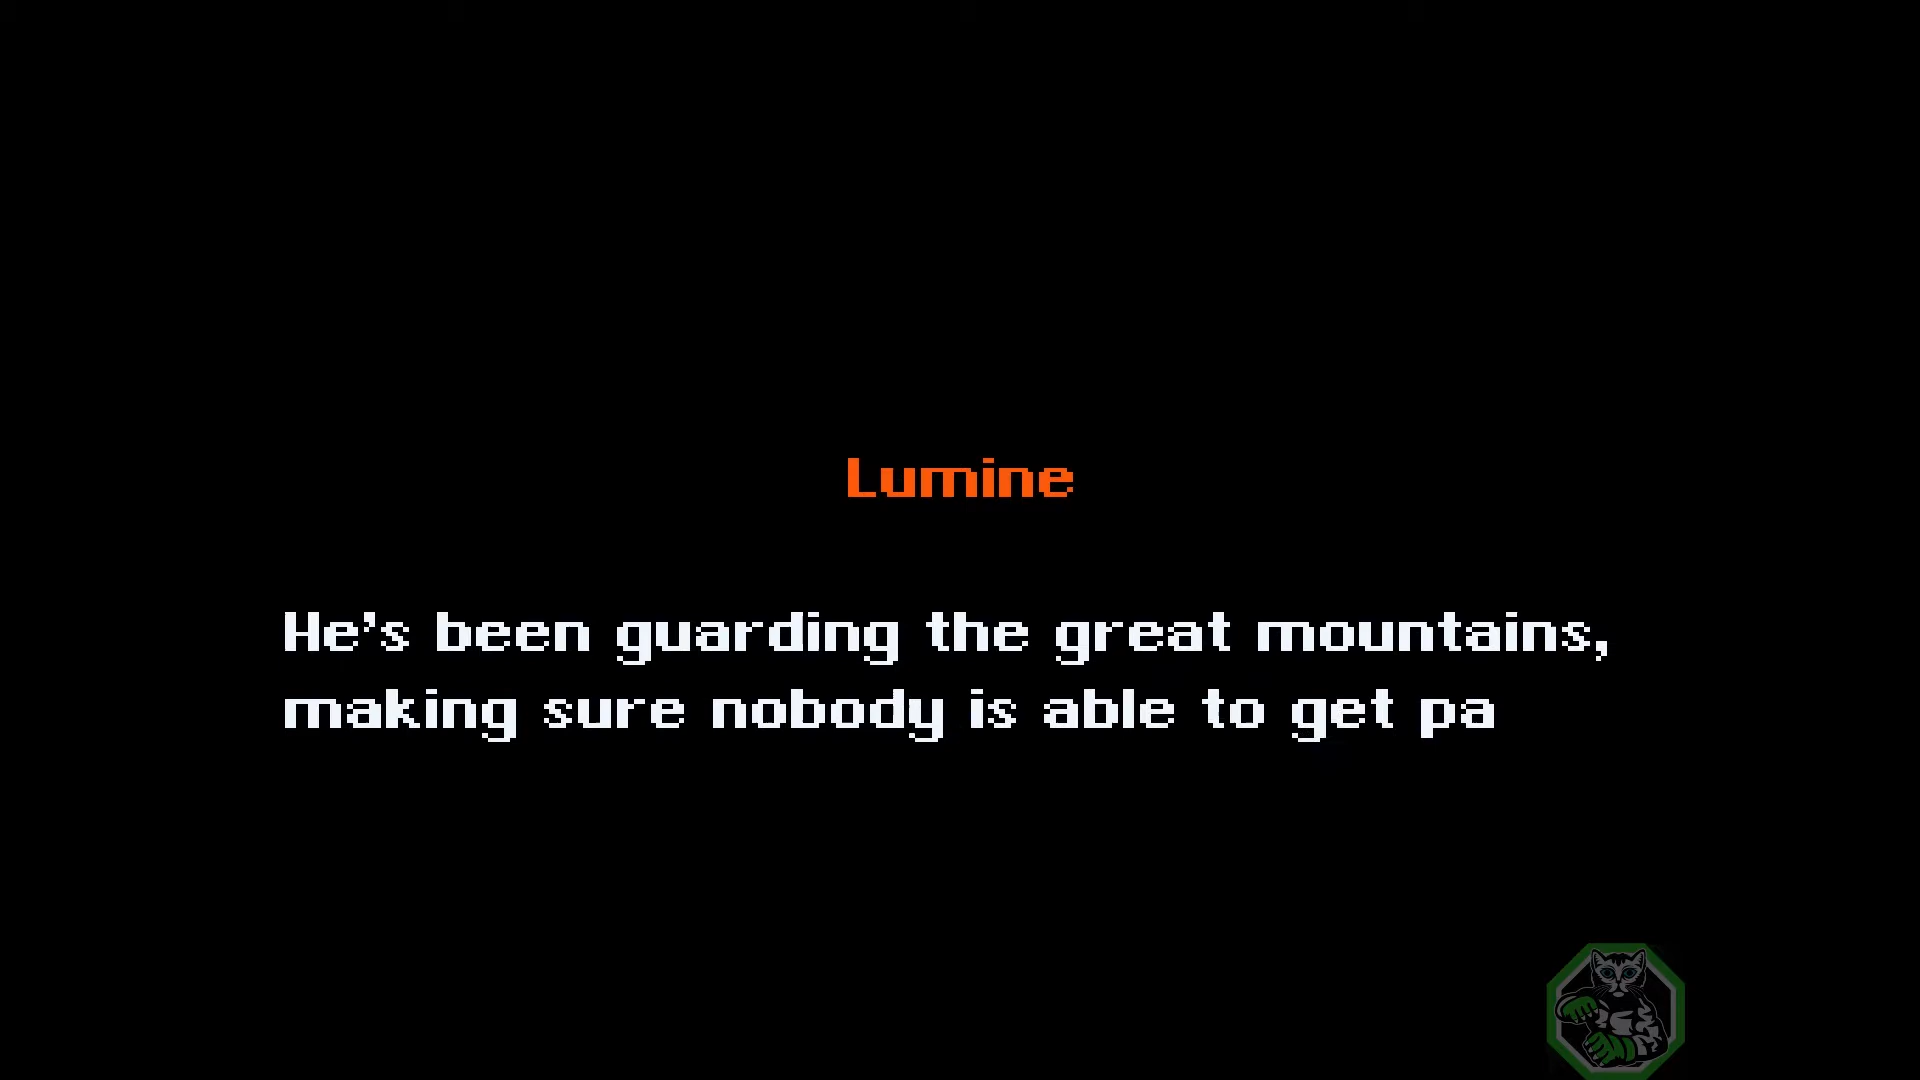 Lumine
He's been guarding the great mountains,
making sure nobody is able to get pa